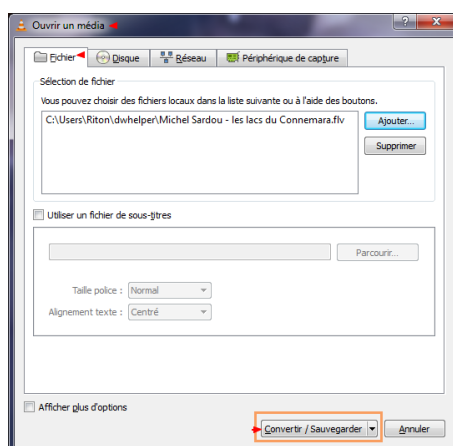 Ouvrir un média
Fichier Disque Réseau Périphérique de capture
Sélection de fichier
Vous pouvez choisir des fichiers locaux dans la liste suivante ou à l'aide des boutons.
C:\Users\Riton\dwhelper\Michel Sardou - les lacs du Connemara.flv
Ajouter...
Supprimer
Utiliser un fichier de sous-titres
Parcourir...
Taille police : Normal
Alignement texte : Centré
Afficher plus d'options
Convertir / Sauvegarder Annuler